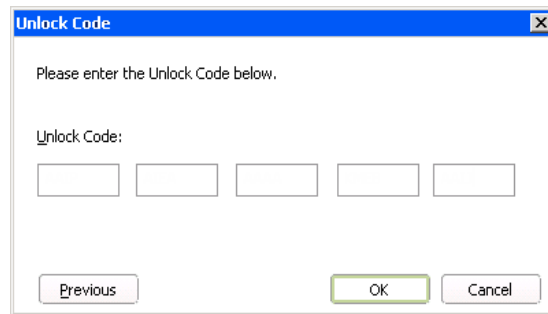 Unlock Code
Please enter the Unlock Code below.
Unlock Code:
Previous OK Cancel